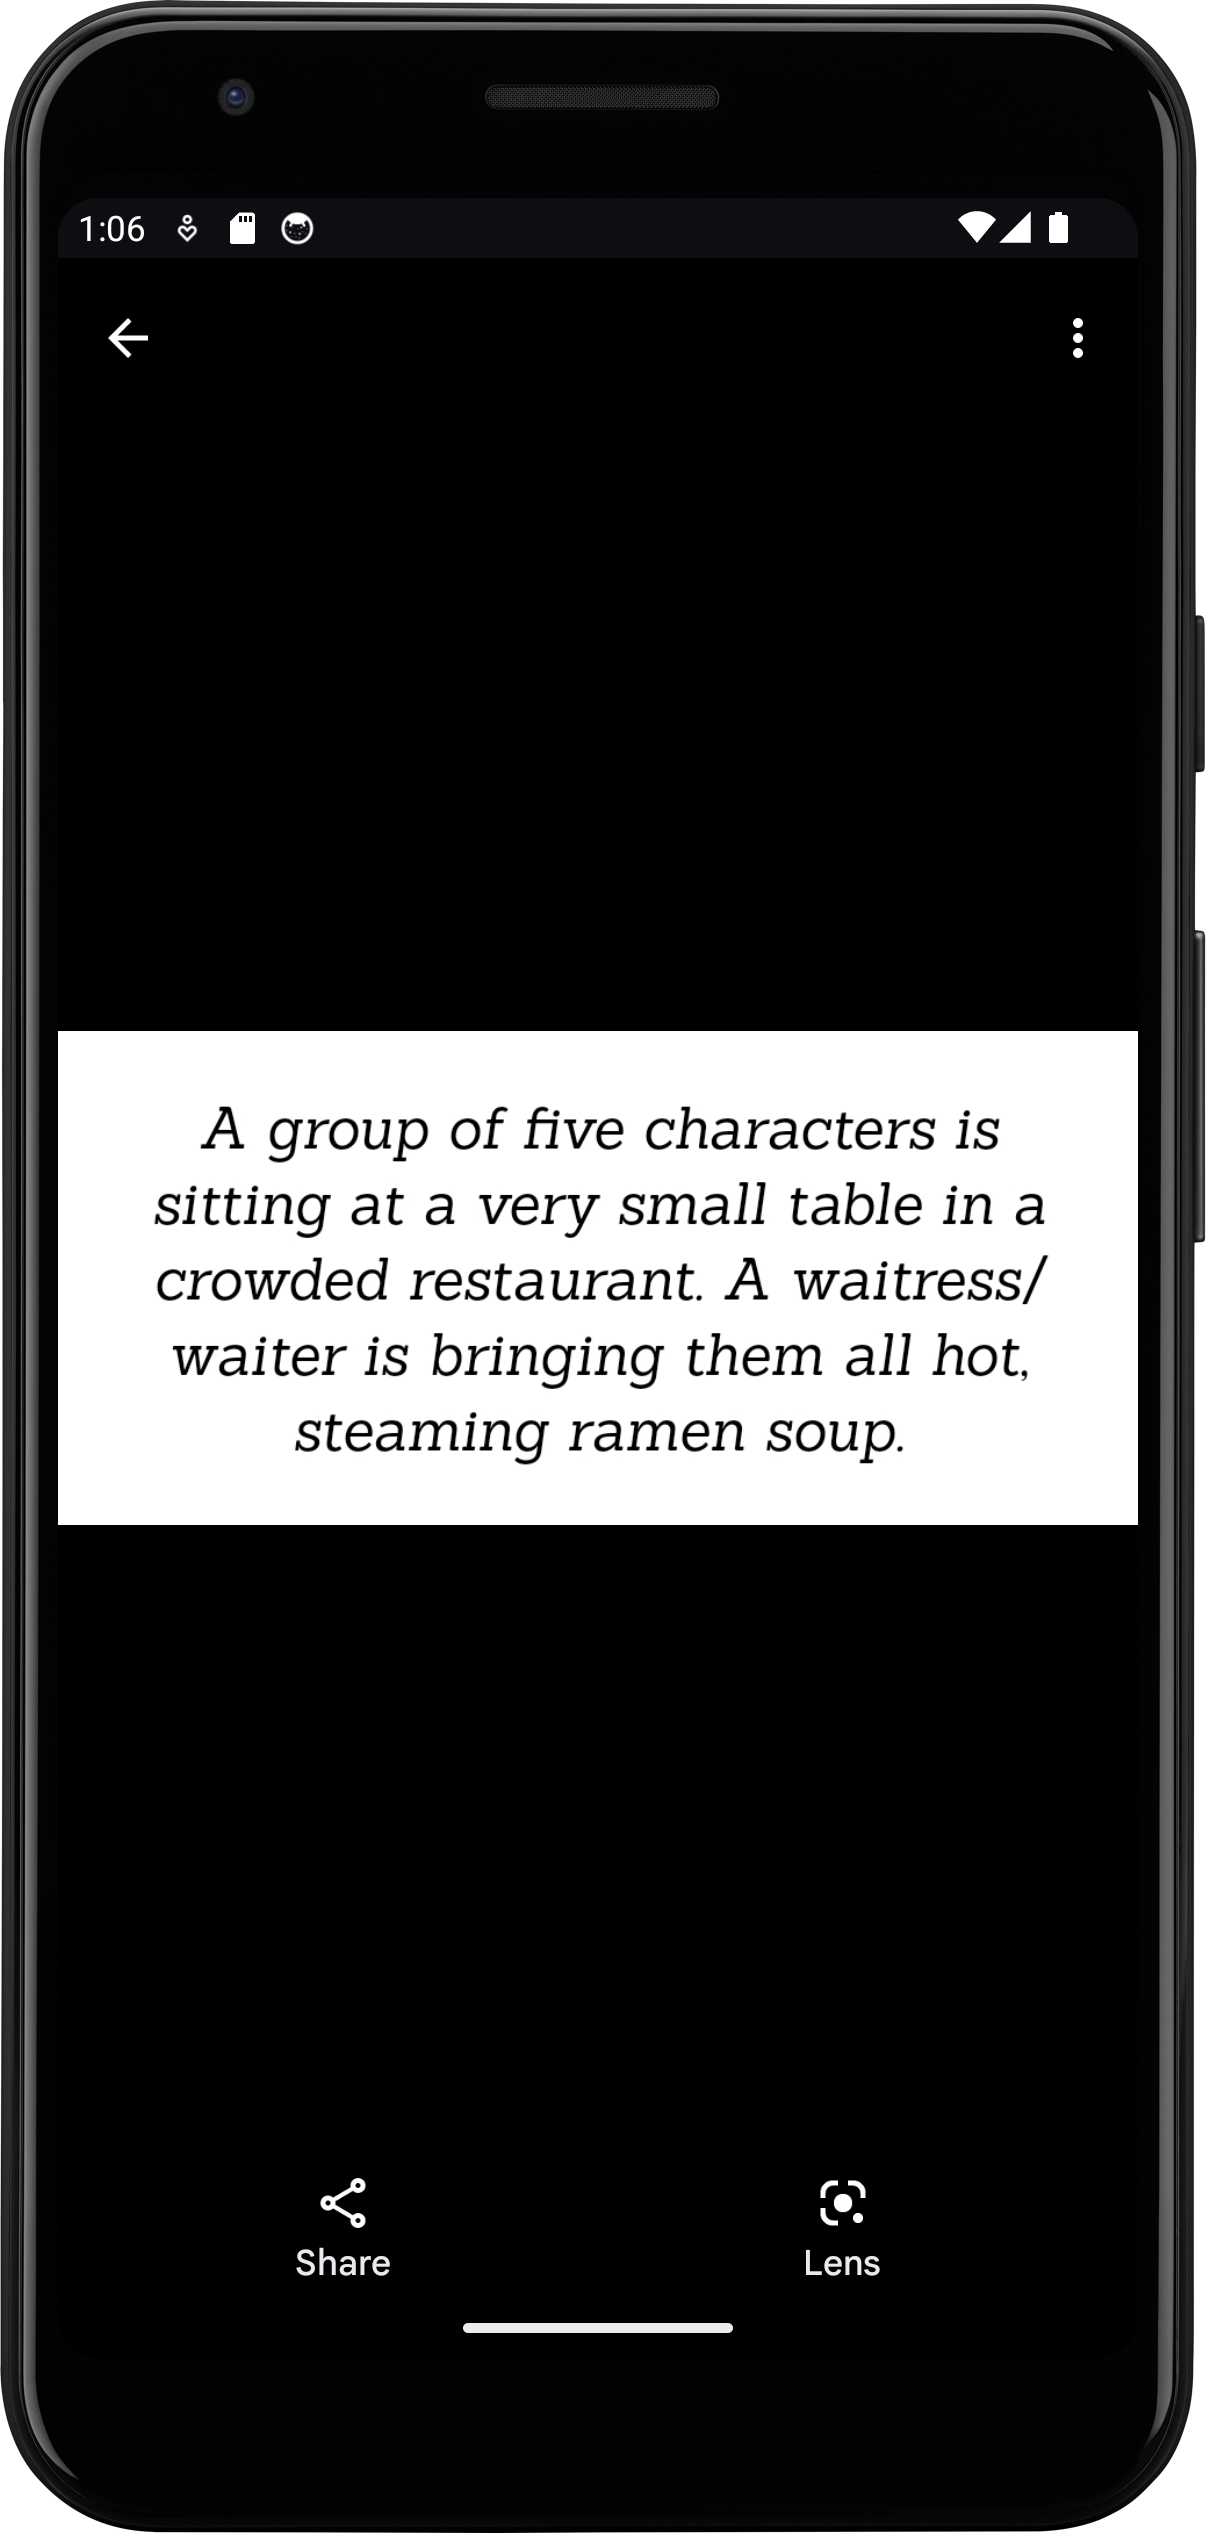 1:06
A group of five characters is
sitting at a very small table in a
crowded restaurant. A waitress/
waiter is bringing them all hot,
steaming ramen soup.
Share
Lens